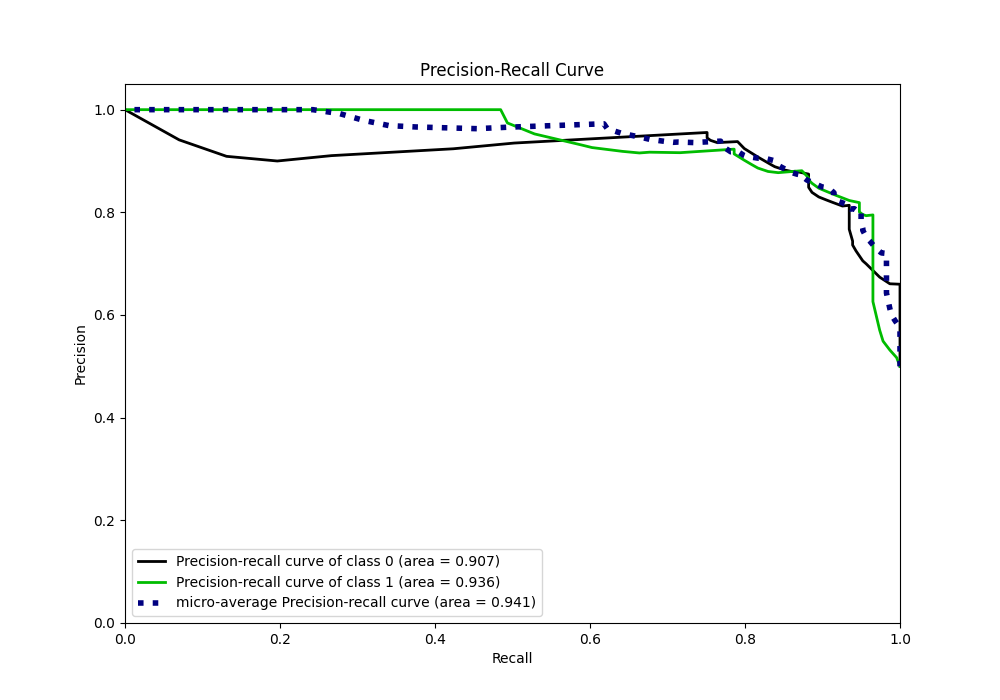 Precision-Recall Curve
1.0
0.8
0.6
0.4
0.2
0.0
Precision
Precision-recall curve of class 0 (area = 0.907)
Precision-recall curve of class 1 (area = 0.936)
micro-average Precision-recall curve (area = 0.941)
0.0 0.2 0.4 0.6 0.8 1.0
Recall